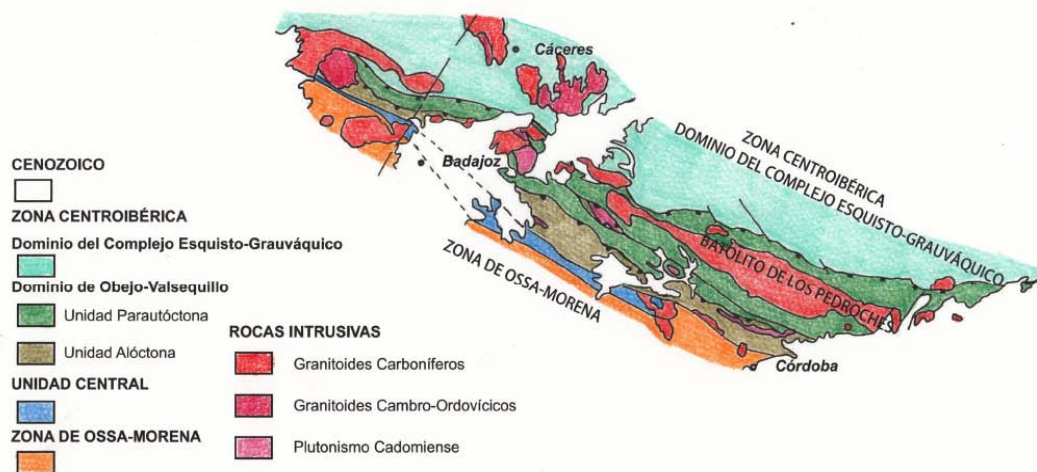 Cáceres
Badajoz
ZONA CENTROIBÉRICA
DOMINIO DEL COMPLEJO ESQUISTO-GRAUVÁQUICO
BATOLITO DE LOS PEDROCHES
ZONA DE OSSA-MORENA
Córdoba
CENOZOICO
ZONA CENTROIBÉRICA
Dominio del Complejo Esquisto-Grauváquico
Dominio de Obejo-Valsequillo
Unidad Parautóctona
Unidad Alóctona
UNIDAD CENTRAL
ZONA DE OSSA-MORENA
ROCAS INTRUSIVAS
Granitoides Carboníferos
Granitoides Cambro-Ordovícicos
Plutonismo Cadomiense